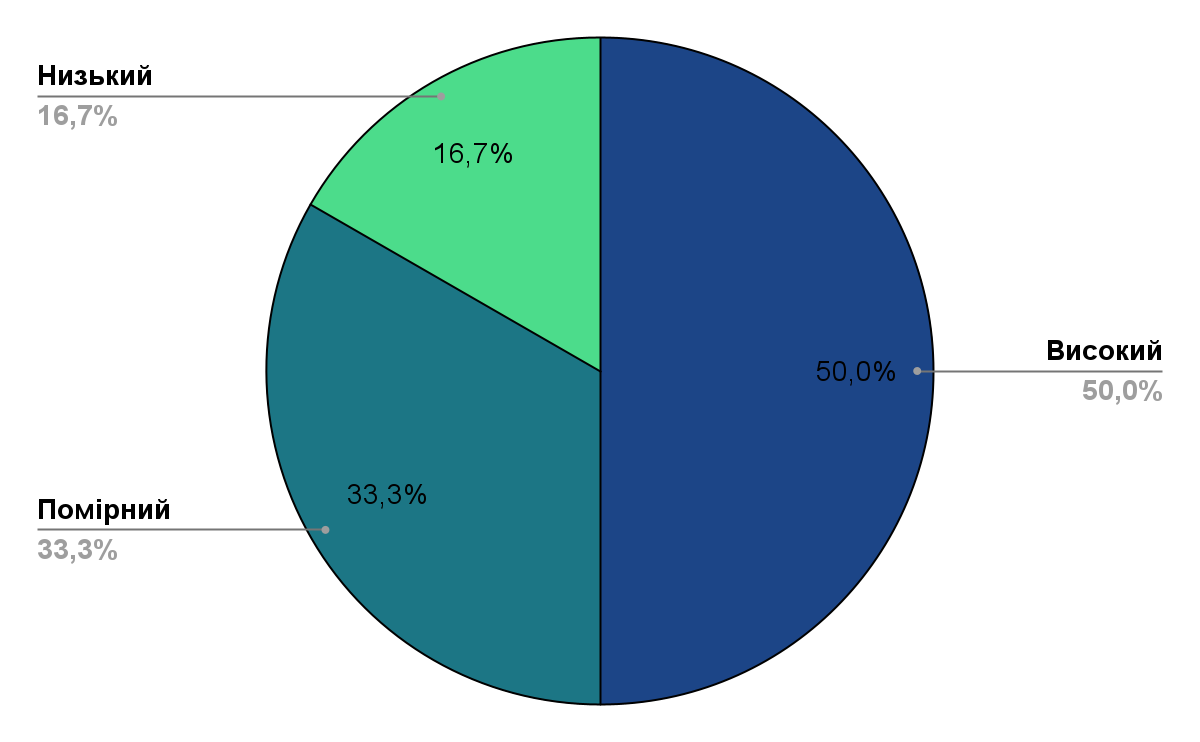 Низький
16,7%
16,7%
Високий
50,0%
50,0%
Помірний
33,3%
33,3%